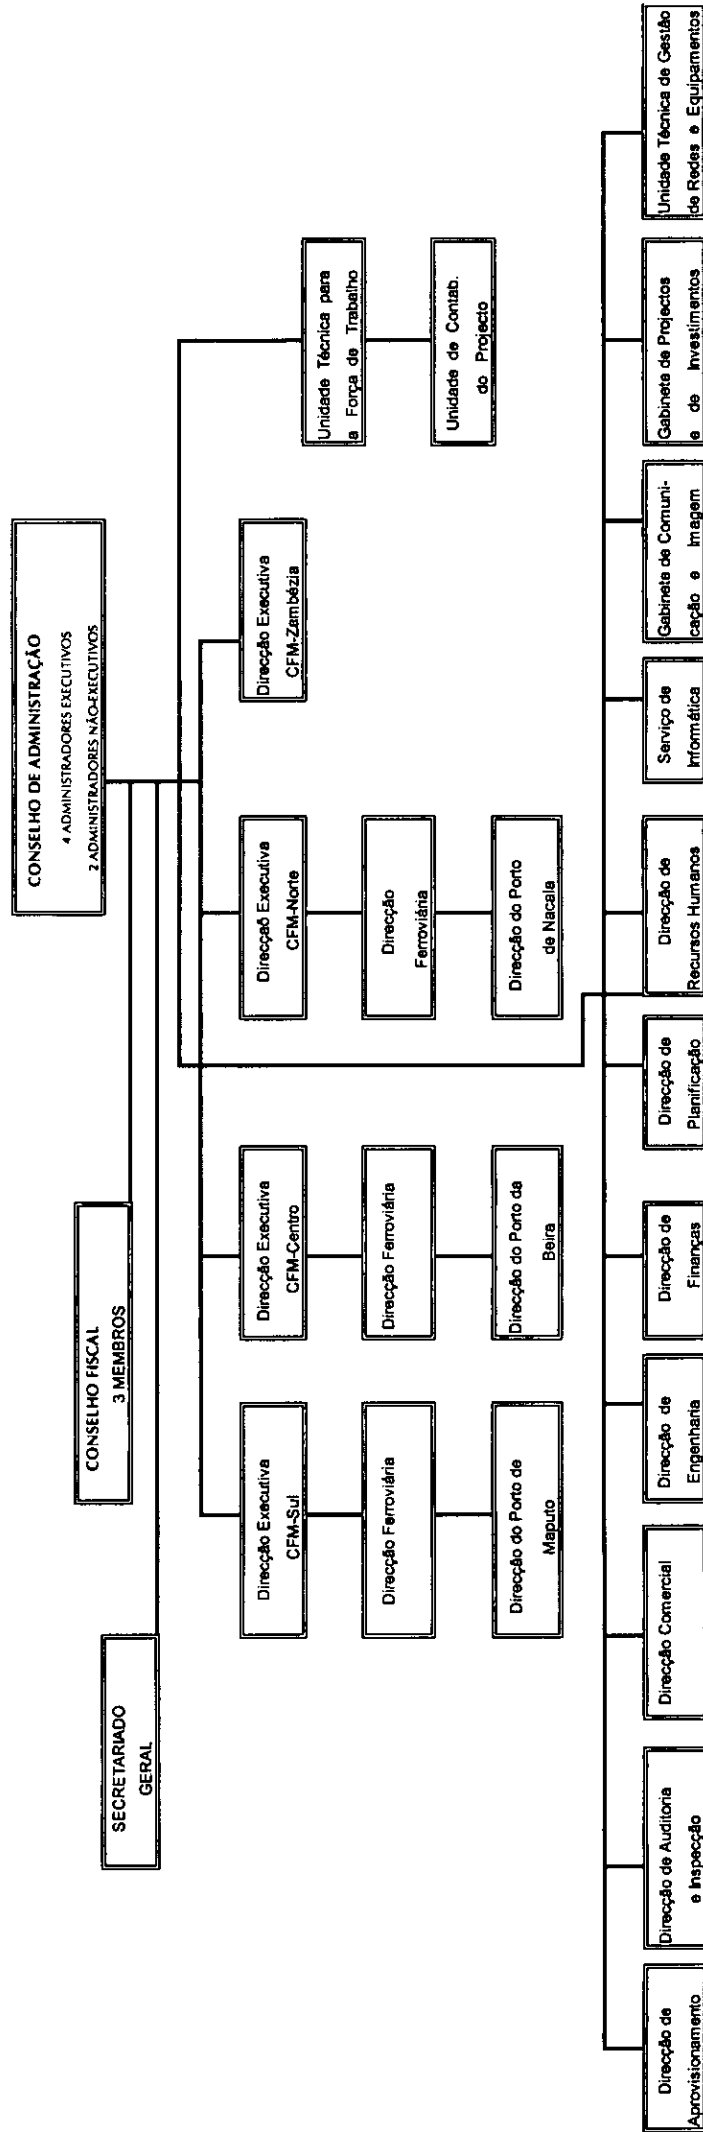 CONSELHO DE ADMINISTRAÇÃO
4 ADMINISTRADORES EXECUTIVOS
2 ADMINISTRADORES NÃO-EXECUTIVOS
CONSELHO FISCAL
3 MEMBROS
SECRETARIADO
GERAL
Direcção Executiva
CFM-Sul
Direcção Executiva
CFM-Centro
Direcçaõ Executiva
CFM-Norte
Direcção Executiva
CFM-Zambézia
Unidade Técnica para
a Força de Trabalho
Direcção Ferroviária
Direcção Ferroviária
Direcção
Ferroviária
Unidade de Contab.
do Projecto
Direcção do Porto de
Maputo
Direcção do Porto da
Beira
Direcção do Porto
de Nacala
Direcção de
Aprovisionamento
Direcção de Auditoria
e Inspecção
Direcção Comercial
Direcção de
Engenharia
Direcção de
Finanças
Direcção de
Planificação
Direcção de
Recursos Humanos
Serviço de
Informática
Gabinete de Comuni-
cação e Imagem
Gabinete de Projectos
e de Investimentos
Unidade Técnica de Gestão
de Redes e Equipamentos